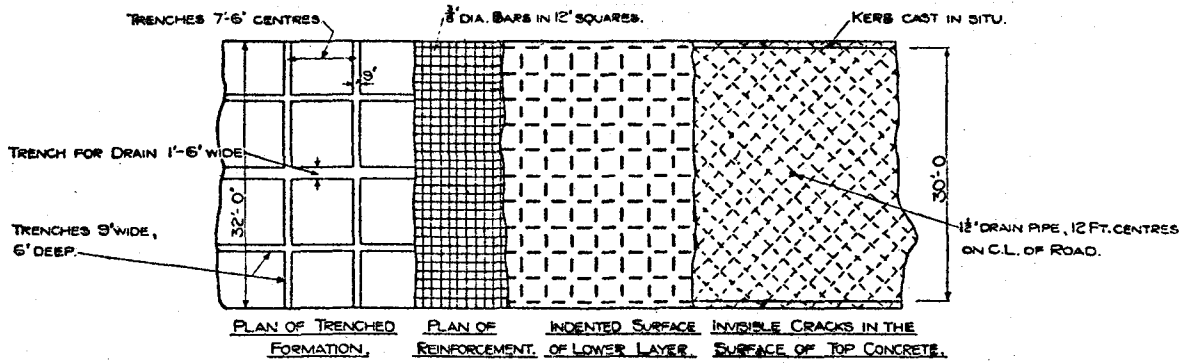 TRENCHES 7'-6" CENTRES.
3/8" DIA. BARS IN 12" SQUARES.
KERB CAST IN SITU.
9"
TRENCH FOR DRAIN 1'-6" WIDE
32'-0"
30'-0
TRENCHES 9" WIDE,
6" DEEP.
1½" DRAIN PIPE, 12 FT. CENTRES
ON C.L. OF ROAD.
PLAN OF TRENCHED
FORMATION.
PLAN OF
REINFORCEMENT.
INDENTED SURFACE
OF LOWER LAYER
INVISIBLE CRACKS IN THE
SURFACE OF TOP CONCRETE.